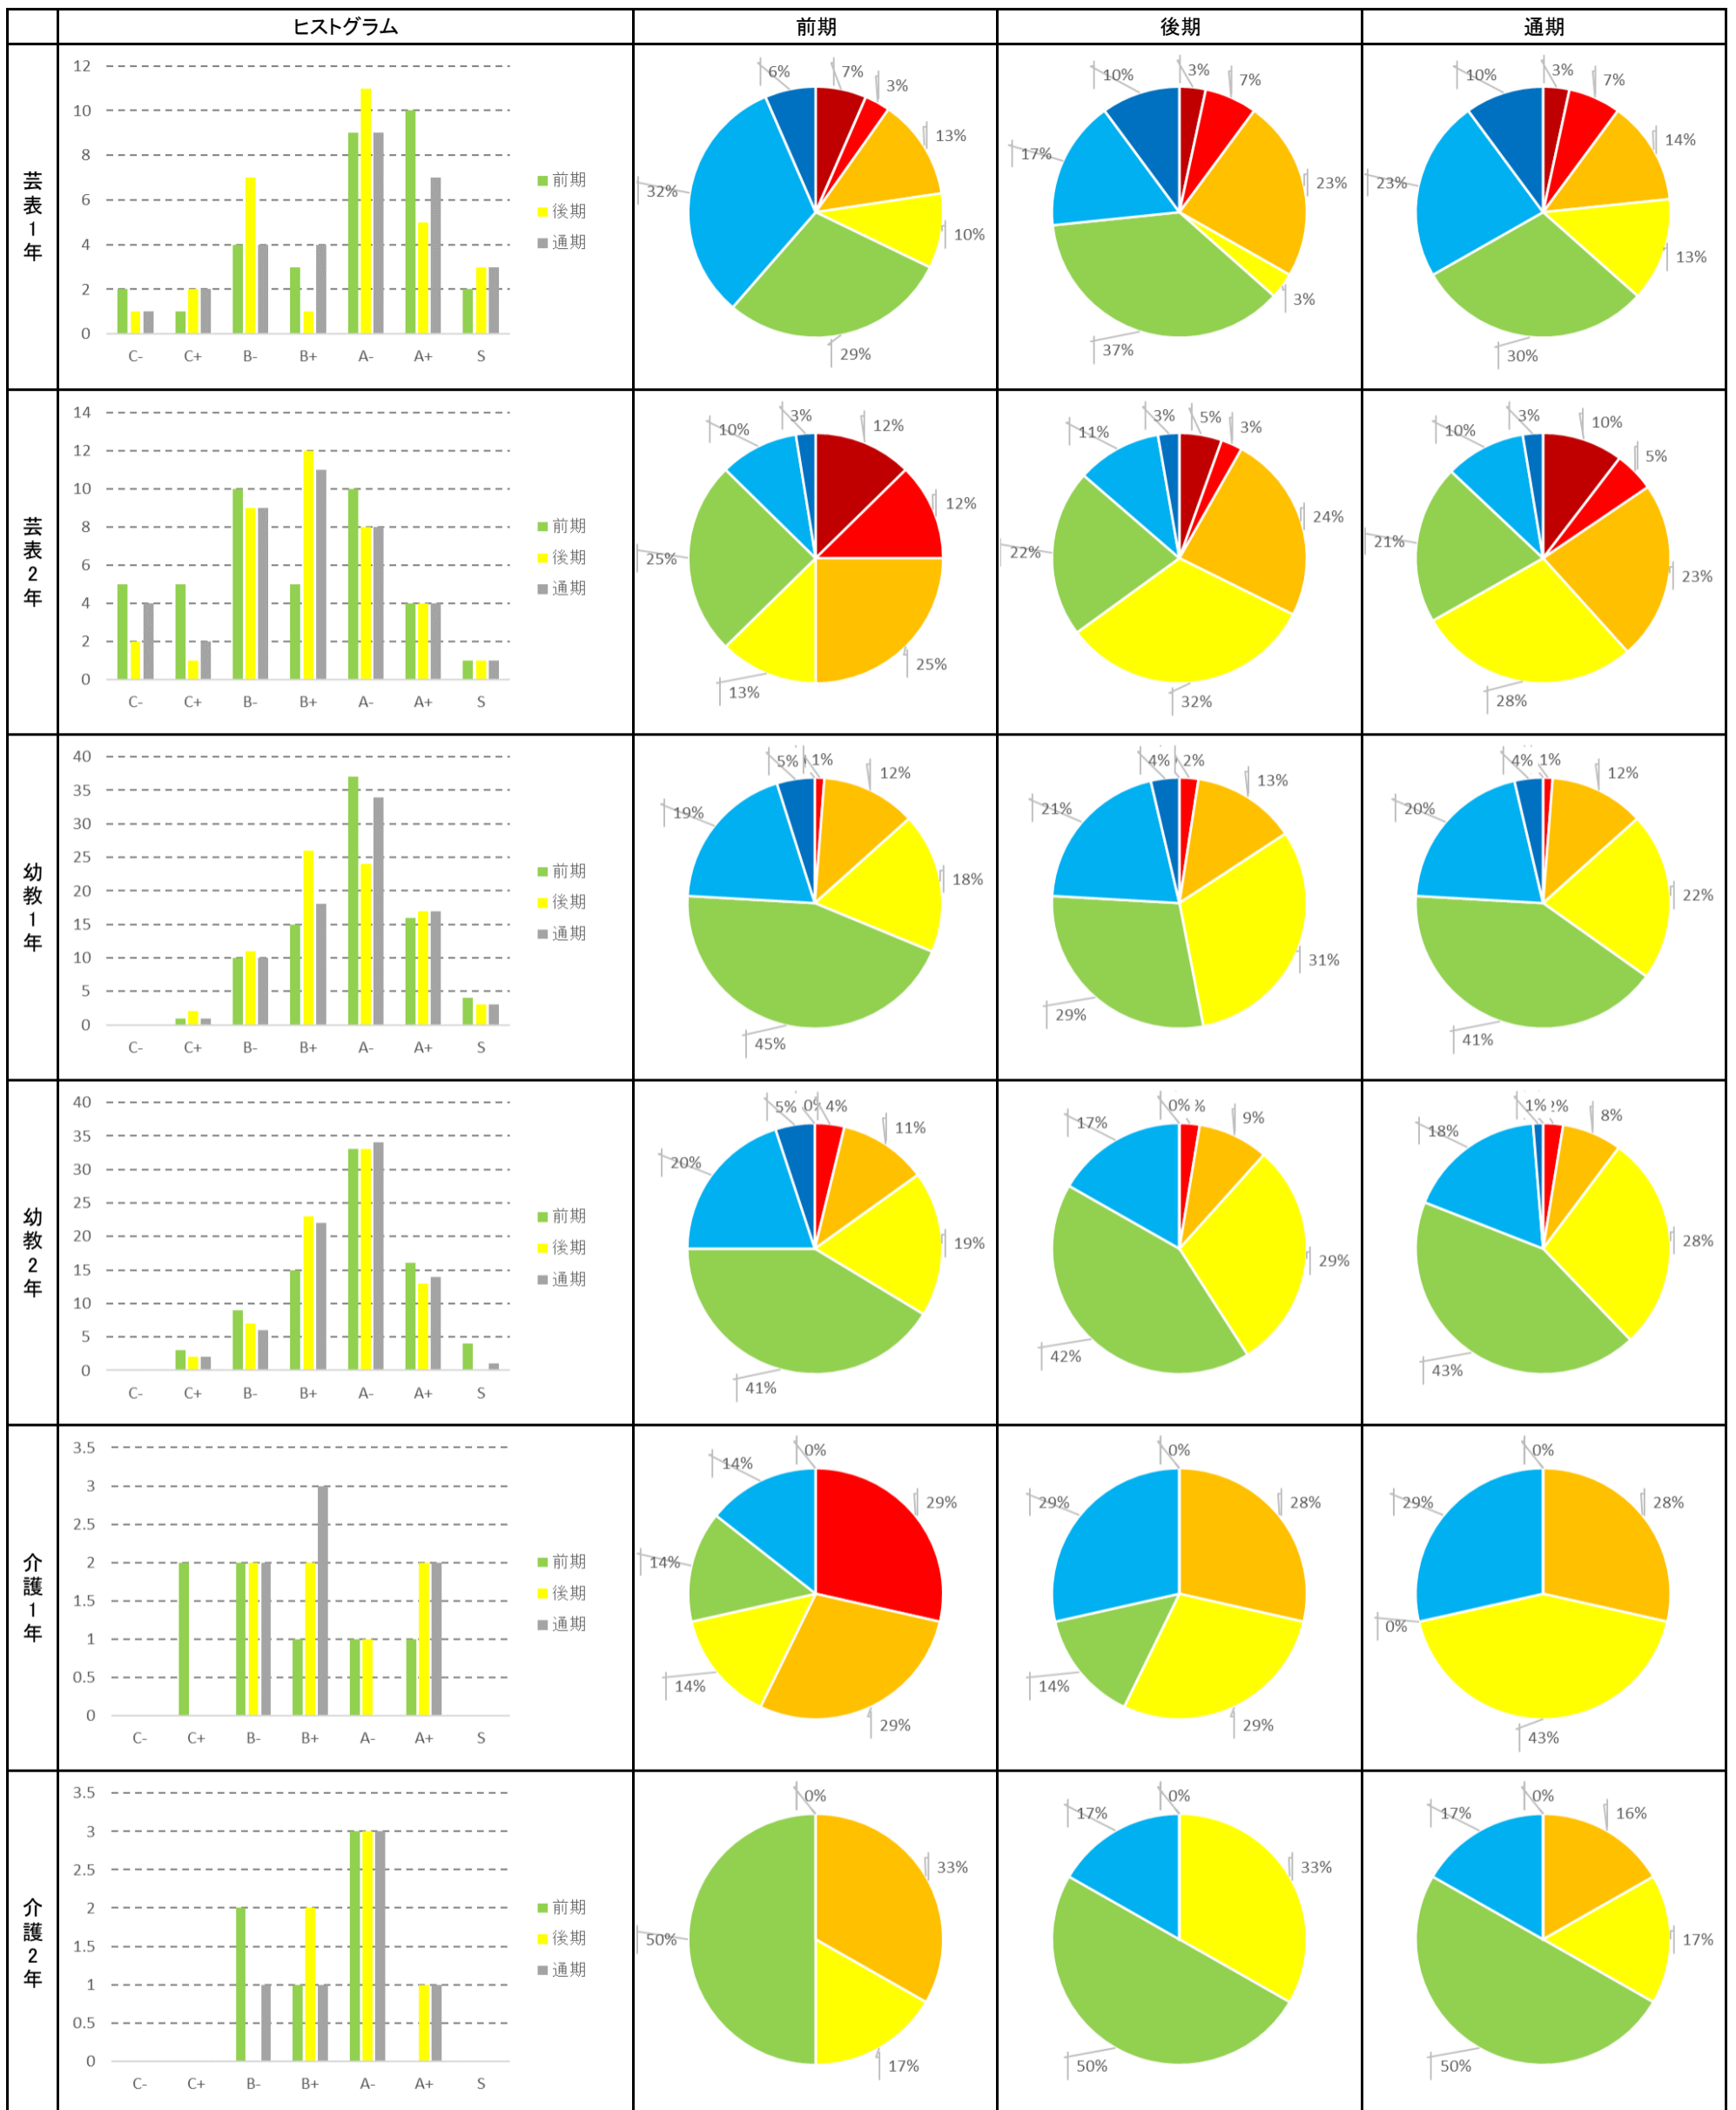 ヒストグラム 前期 後期 通期
芸表1年
12
10
8
6
4
2
0
C- C+ B- B+ A- A+ S
前期
後期
通期
6% 7% 3% 13% 10% 29% 32%
10% 3% 7% 23% 3% 37% 17%
10% 3% 7% 14% 13% 30% 23%
芸表2年
14
12
10
8
6
4
2
0
C- C+ B- B+ A- A+ S
前期
後期
通期
3% 12% 12% 25% 13% 25% 10%
3% 5% 3% 24% 32% 22% 11%
3% 10% 5% 23% 28% 21% 10%
幼教1年
40
35
30
25
20
15
10
5
0
C- C+ B- B+ A- A+ S
前期
後期
通期
5% 1% 12% 18% 45% 19%
4% 2% 13% 31% 29% 21%
4% 1% 12% 22% 41% 20%
幼教2年
40
35
30
25
20
15
10
5
0
C- C+ B- B+ A- A+ S
前期
後期
通期
5% 0% 4% 11% 19% 41% 20%
0% % 9% 29% 42% 17%
1% 2% 8% 28% 43% 18%
介護1年
3.5
3
2.5
2
1.5
1
0.5
0
C- C+ B- B+ A- A+ S
前期
後期
通期
0% 29% 29% 14% 14% 14%
0% 28% 29% 14% 29%
0% 28% 43% 0% 29%
介護2年
3.5
3
2.5
2
1.5
1
0.5
0
C- C+ B- B+ A- A+ S
前期
後期
通期
0% 33% 17% 50%
0% 33% 50% 17%
0% 16% 17% 50% 17%